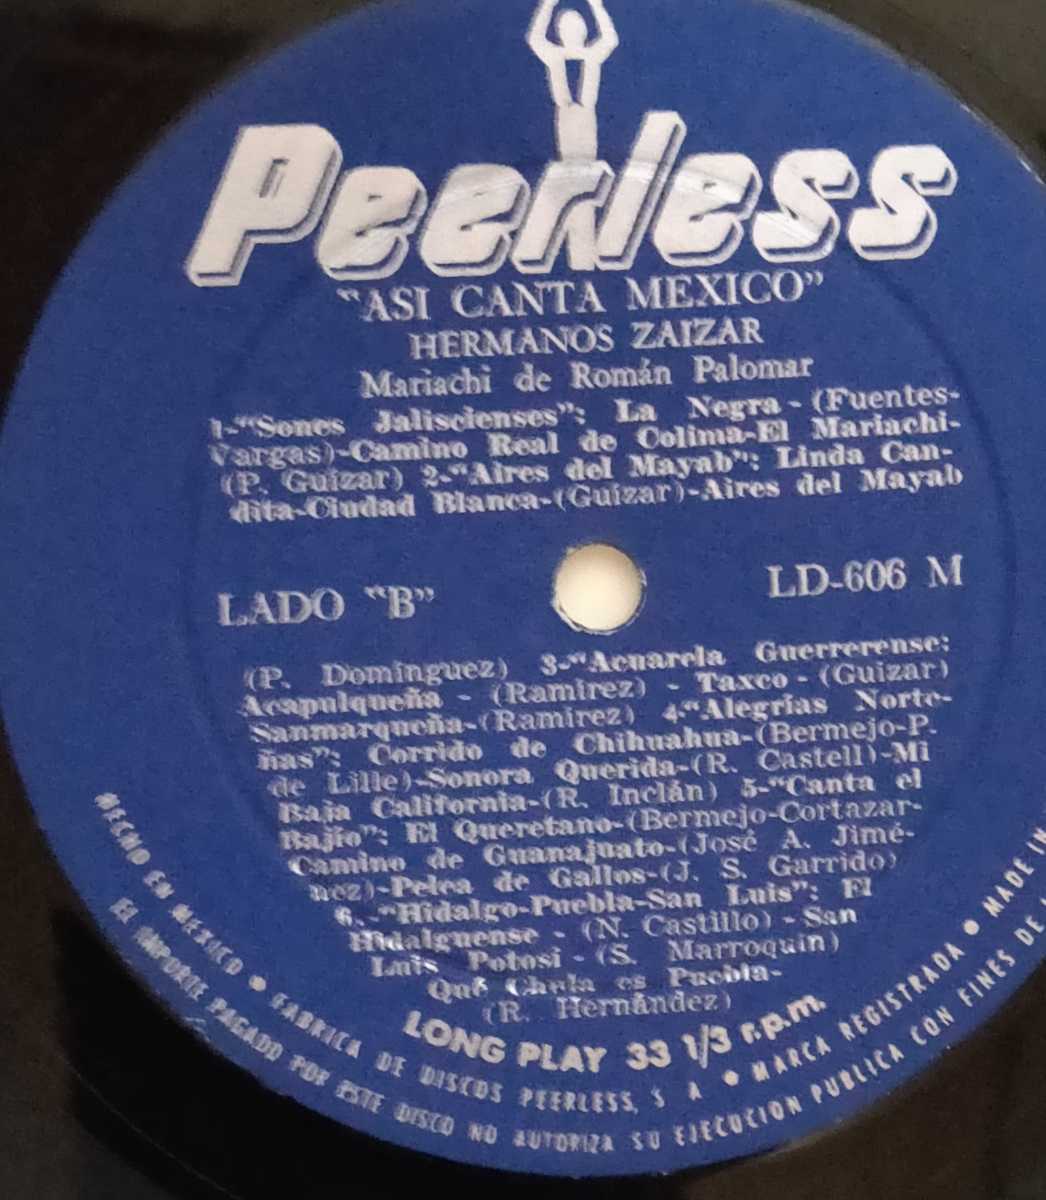 Peerless
"ASI CANTA MEXICO"
HERMANOS ZAIZAR
Mariachi de Román Palomar
1-"Sones Jaliscienses": La Negra - (Fuentes-
Vargas)-Camino Real de Colima-El Mariachi-
(P. Guízar) 2-"Aires del Mayab": Linda Can-
dita-Ciudad Blanca-(Guízar)-Aires del Mayab
LADO "B"
LD-606 M
(P. Domínguez) 3-"Acuarela Guerrerense:
Acapulqueña - (Ramirez) - Taxco - (Guizar)
Sanmarqueña-(Ramirez) 4-"Alegrías Norte-
ñas": Corrido de Chihuahua-(Bermejo-P.
de Lille)-Sonora Querida-(R. Castell)-Mi
Baja California-(R. Inclán) 5-"Canta el
Bajío": El Queretano-(Bermejo-Cortazar-
Camino de Guanajuato-(José A. Jimé-
nez)-Pelea de Gallos-(J. S. Garrido)
6.-"Hidalgo-Puebla-San Luis": El
Hidalguense - (N. Castillo) - San
Luis Potosi - (S. Marroquín)
Qué Chula es Puebla-
(R. Hernández)
LONG PLAY 33 1/3 r.p.m.
HECHO EN MEXICO • FABRICA DE DISCOS PEERLESS, S A • MARCA REGISTRADA • MADE IN
EL IMPORTE PAGADO POR ESTE DISCO NO AUTORIZA SU EJECUCION PUBLICA CON FINES DE